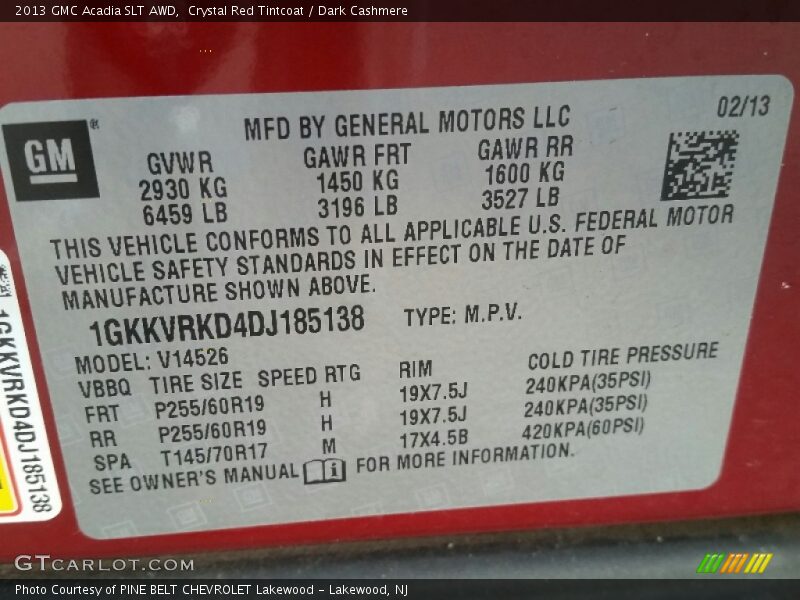 2013 GMC Acadia SLT AWD,  Crystal Red Tintcoat / Dark Cashmere
02/13
MFD BY GENERAL MOTORS LLC
GM®
GVWR GAWR FRT GAWR RR
2930 KG 1450 KG 1600 KG
6459 LB 3196 LB 3527 LB
THIS VEHICLE CONFORMS TO ALL APPLICABLE U.S. FEDERAL MOTOR
VEHICLE SAFETY STANDARDS IN EFFECT ON THE DATE OF
MANUFACTURE SHOWN ABOVE.
1GKKVRKD4DJ185138 TYPE: M.P.V.
MODEL: V14526
VBBQ TIRE SIZE SPEED RTG RIM COLD TIRE PRESSURE
FRT P255/60R19 H 19X7.5J 240KPA(35PSI)
RR P255/60R19 H 19X7.5J 240KPA(35PSI)
SPA T145/70R17 M 17X4.5B 420KPA(60PSI)
SEE OWNER'S MANUAL FOR MORE INFORMATION.
1GKKVRKD4DJ185138
GTCARLOT.COM
Photo Courtesy of PINE BELT CHEVROLET Lakewood - Lakewood, NJ